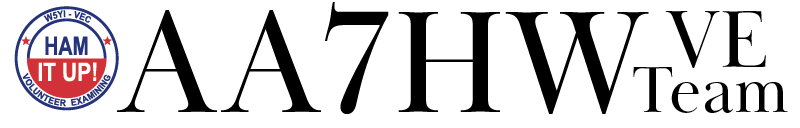 W5YI - VEC
HAM
IT UP!
VOLUNTEER EXAMINING
AA7HW
VE
Team